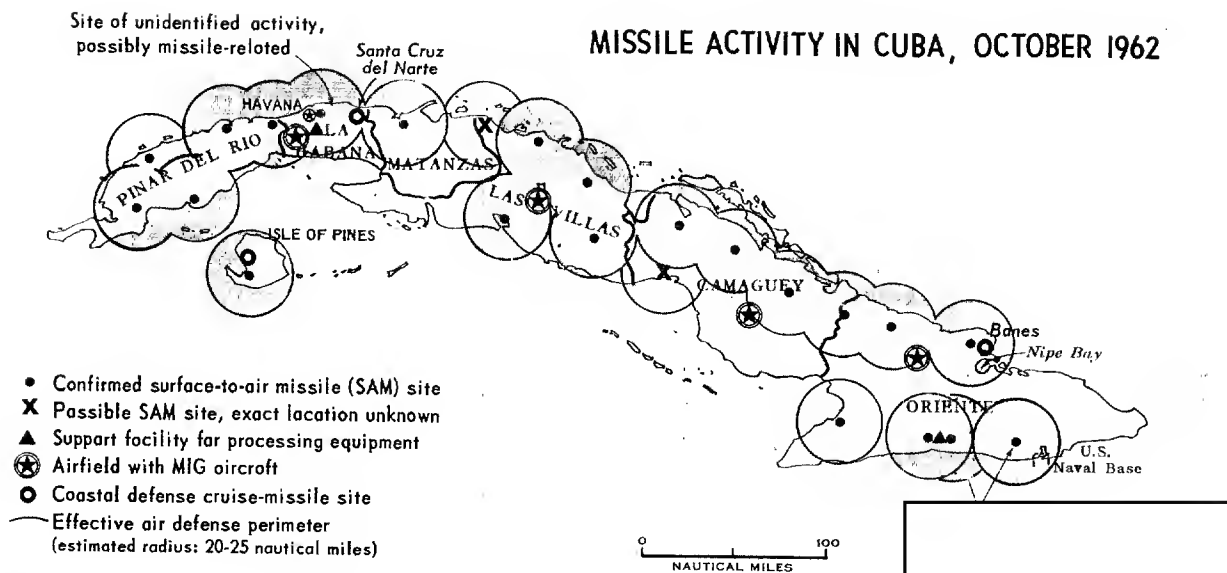 MISSILE ACTIVITY IN CUBA, OCTOBER 1962
Site of unidentified activity,
possibly missile-reloted
Santa Cruz
del Narte
HAVANA
LA
HABANA
PINAR DEL RIO
MATANZAS
ISLE OF PINES
LAS VILLAS
CAMAGUEY
Banes
Nipe Bay
ORIENTE
U.S.
Naval Base
Confirmed surface-to-air missile (SAM) site
X Passible SAM site, exact lacation unknown
Support facility far processing equipment
Airfield with MIG aircroft
Coastal defense cruise-missile site
Effective air defense perimeter
(estimated radius: 20-25 nautical miles)
0 100
NAUTICAL MILES